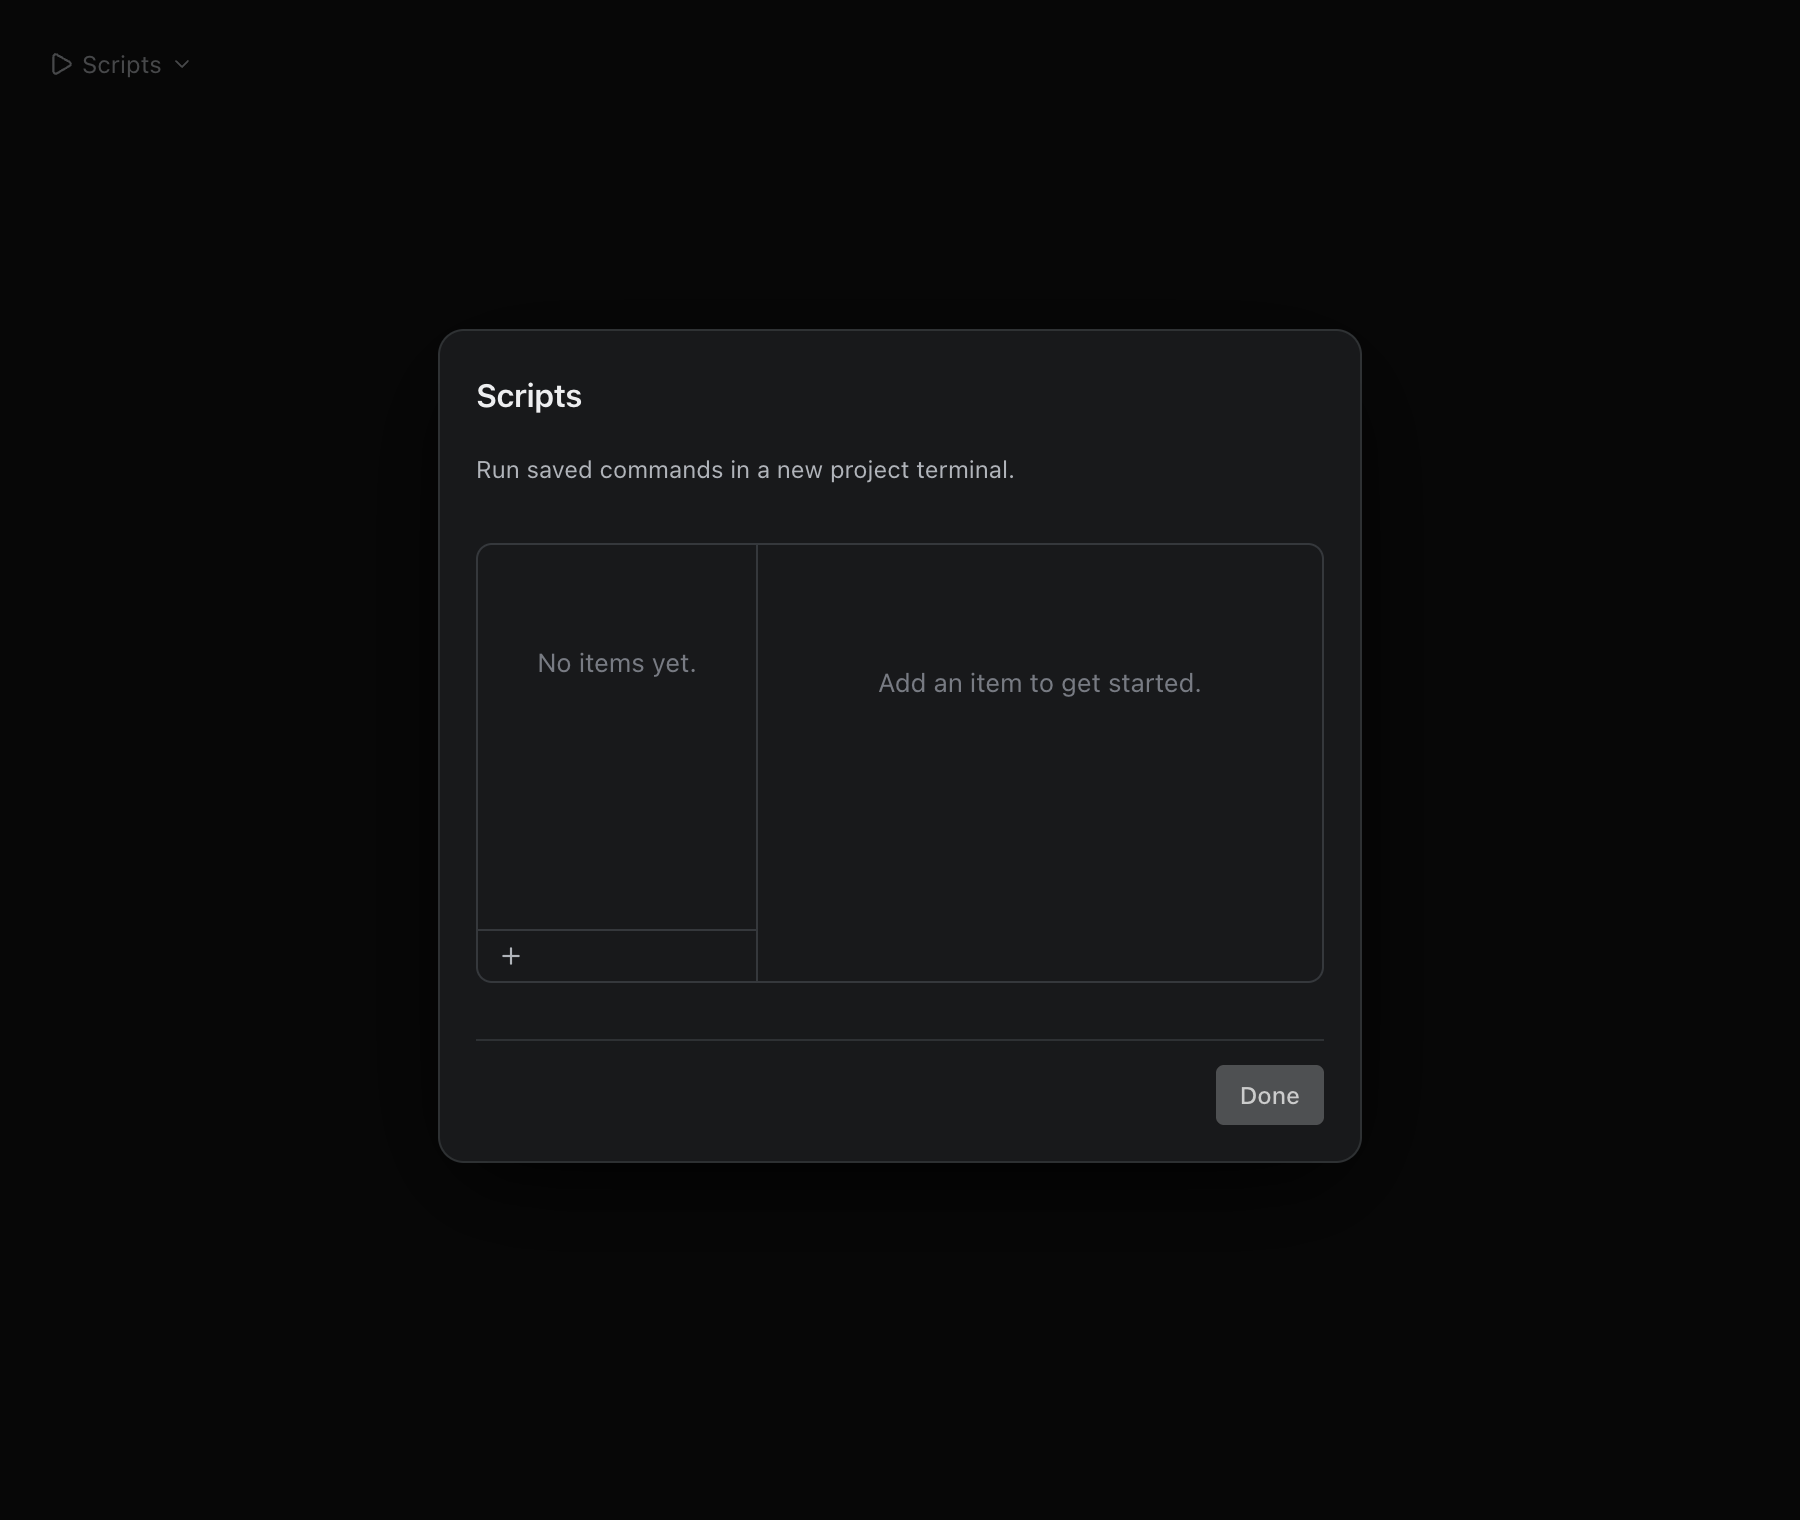 Scripts
Scripts
Run saved commands in a new project terminal.
No items yet.
Add an item to get started.
Done